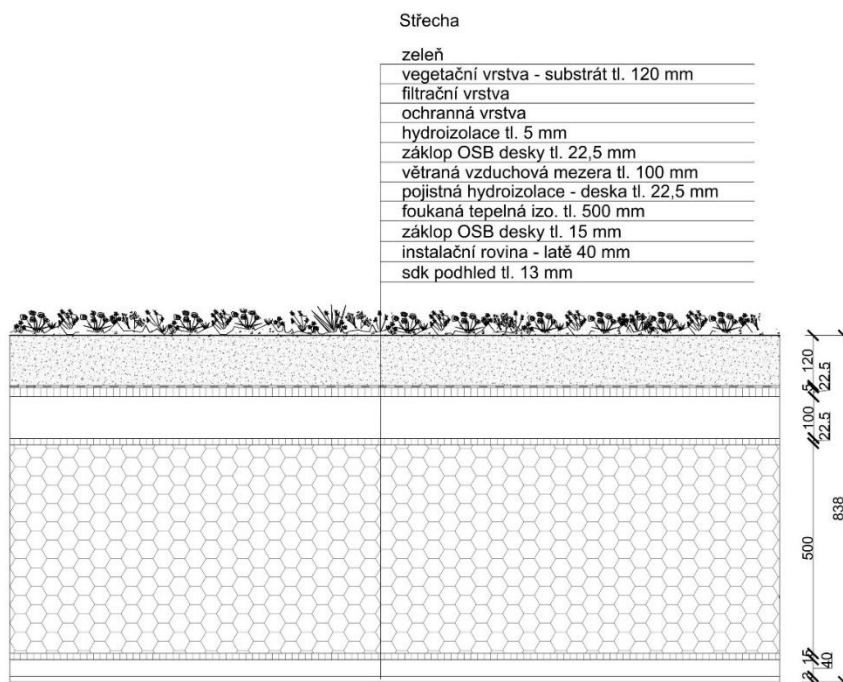 Střecha
zeleň
vegetační vrstva - substrát tl. 120 mm
filtrační vrstva
ochranná vrstva
hydroizolace tl. 5 mm
záklop OSB desky tl. 22,5 mm
větraná vzduchová mezera tl. 100 mm
pojistná hydroizolace - deska tl. 22,5 mm
foukaná tepelná izo. tl. 500 mm
záklop OSB desky tl. 15 mm
instalační rovina - latě 40 mm
sdk podhled tl. 13 mm
120
22.5
5
100
22.5
838
500
15
40